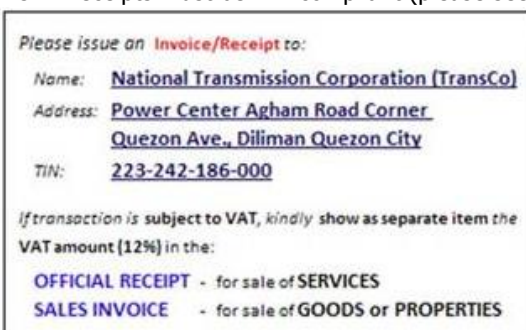 Please issue an Invoice/Receipt to:
Name: National Transmission Corporation (TransCo)
Address: Power Center Agham Road Corner
Quezon Ave., Diliman Quezon City
TIN: 223-242-186-000
If transaction is subject to VAT, kindly show as separate item the
VAT amount (12%) in the:
OFFICIAL RECEIPT - for sale of SERVICES
SALES INVOICE - for sale of GOODS or PROPERTIES